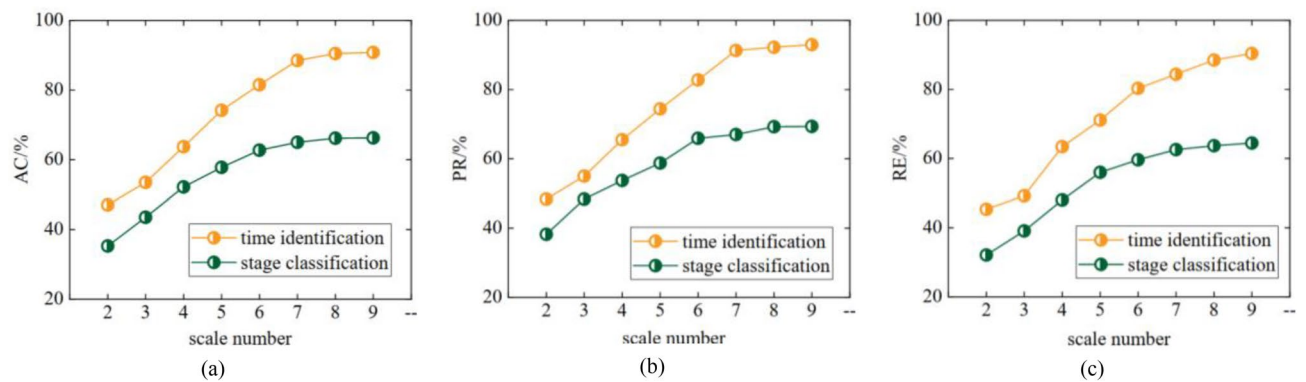 100
80
60
40
20
AC/%
time identification
stage classification
2 3 4 5 6 7 8 9 --
scale number
(a)
100
80
60
40
20
PR/%
time identification
stage classification
2 3 4 5 6 7 8 9 --
scale number
(b)
100
80
60
40
20
RE/%
time identification
stage classification
2 3 4 5 6 7 8 9 --
scale number
(c)